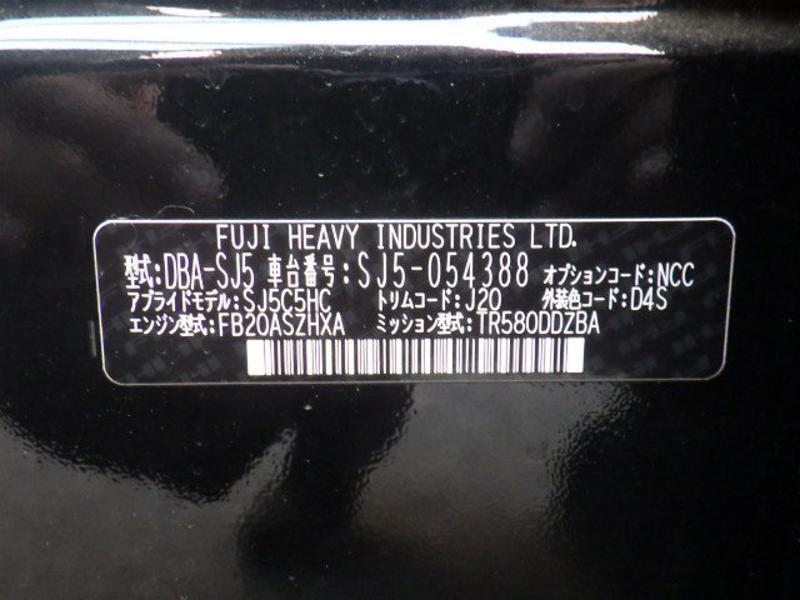 FUJI HEAVY INDUSTRIES LTD.
型式:DBA-SJ5 車台番号:SJ5-054388 オプションコード:NCC
アプライドモデル:SJ5C5HC トリムコード:J20 外装色コード:D4S
エンジン型式:FB20ASZHXA ミッション型式:TR580DDZBA